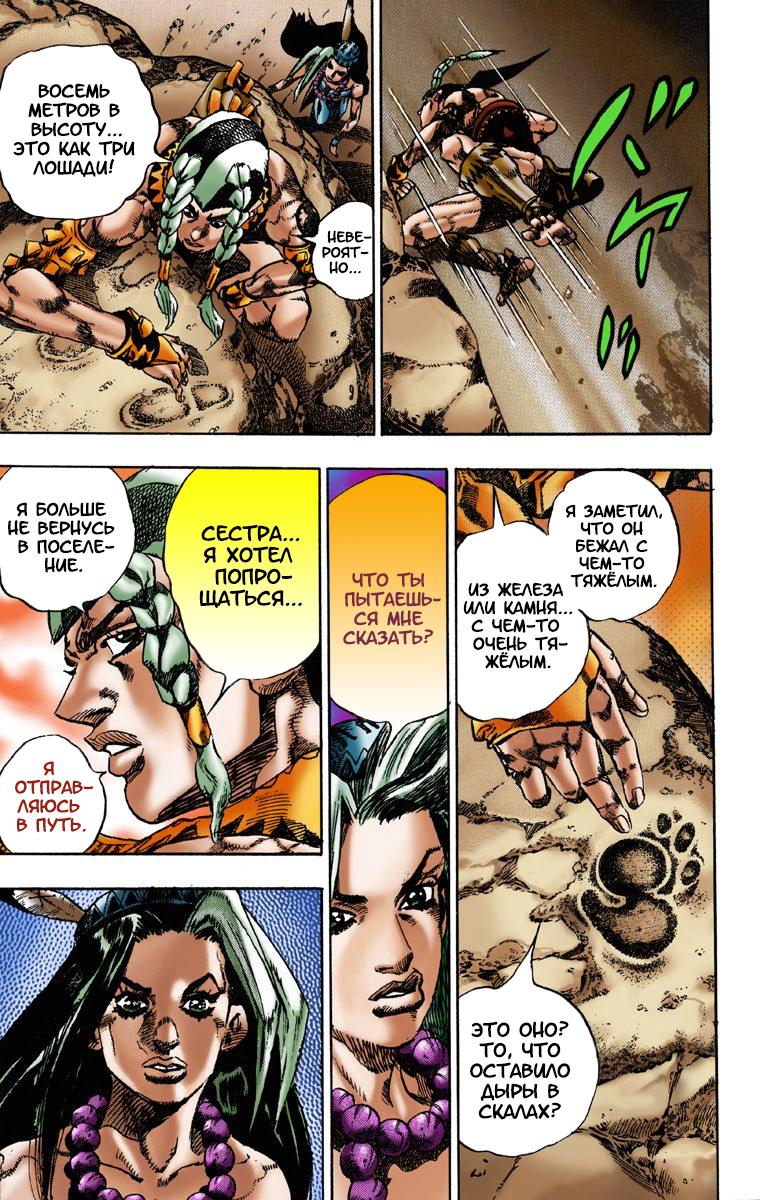 バ
ッ
!!
ВОСЕМЬ
МЕТРОВ В
ВЫСОТУ...
ЭТО КАК ТРИ
ЛОШАДИ!
НЕВЕ-
РОЯТ-
НО...
Я ЗАМЕТИЛ,
ЧТО ОН
БЕЖАЛ С
ЧЕМ-ТО
ТЯЖЁЛЫМ.
ИЗ ЖЕЛЕЗА
ИЛИ КАМНЯ...
С ЧЕМ-ТО
ОЧЕНЬ ТЯ-
ЖЁЛЫМ.
ЭТО ОНО?
ТО, ЧТО
ОСТАВИЛО
ДЫРЫ В
СКАЛАХ?
ЧТО ТЫ
ПЫТАЕШЬ-
СЯ МНЕ
СКАЗАТЬ?
СЕСТРА...
Я ХОТЕЛ
ПОПРО-
ЩАТЬСЯ...
Я БОЛЬШЕ
НЕ ВЕРНУСЬ
В ПОСЕЛЕ-
НИЕ.
Я
ОТПРАВ-
ЛЯЮСЬ
В ПУТЬ.